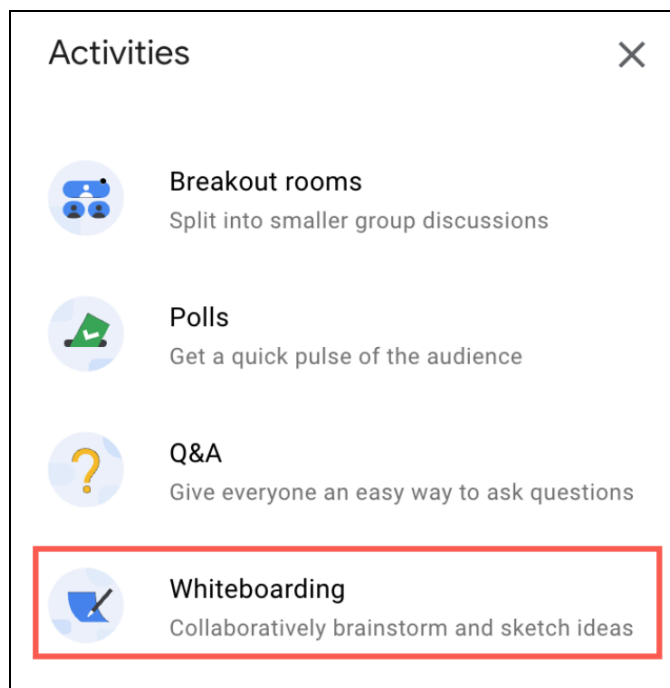 Activities
Breakout rooms
Split into smaller group discussions
Polls
Get a quick pulse of the audience
Q&A
Give everyone an easy way to ask questions
Whiteboarding
Collaboratively brainstorm and sketch ideas